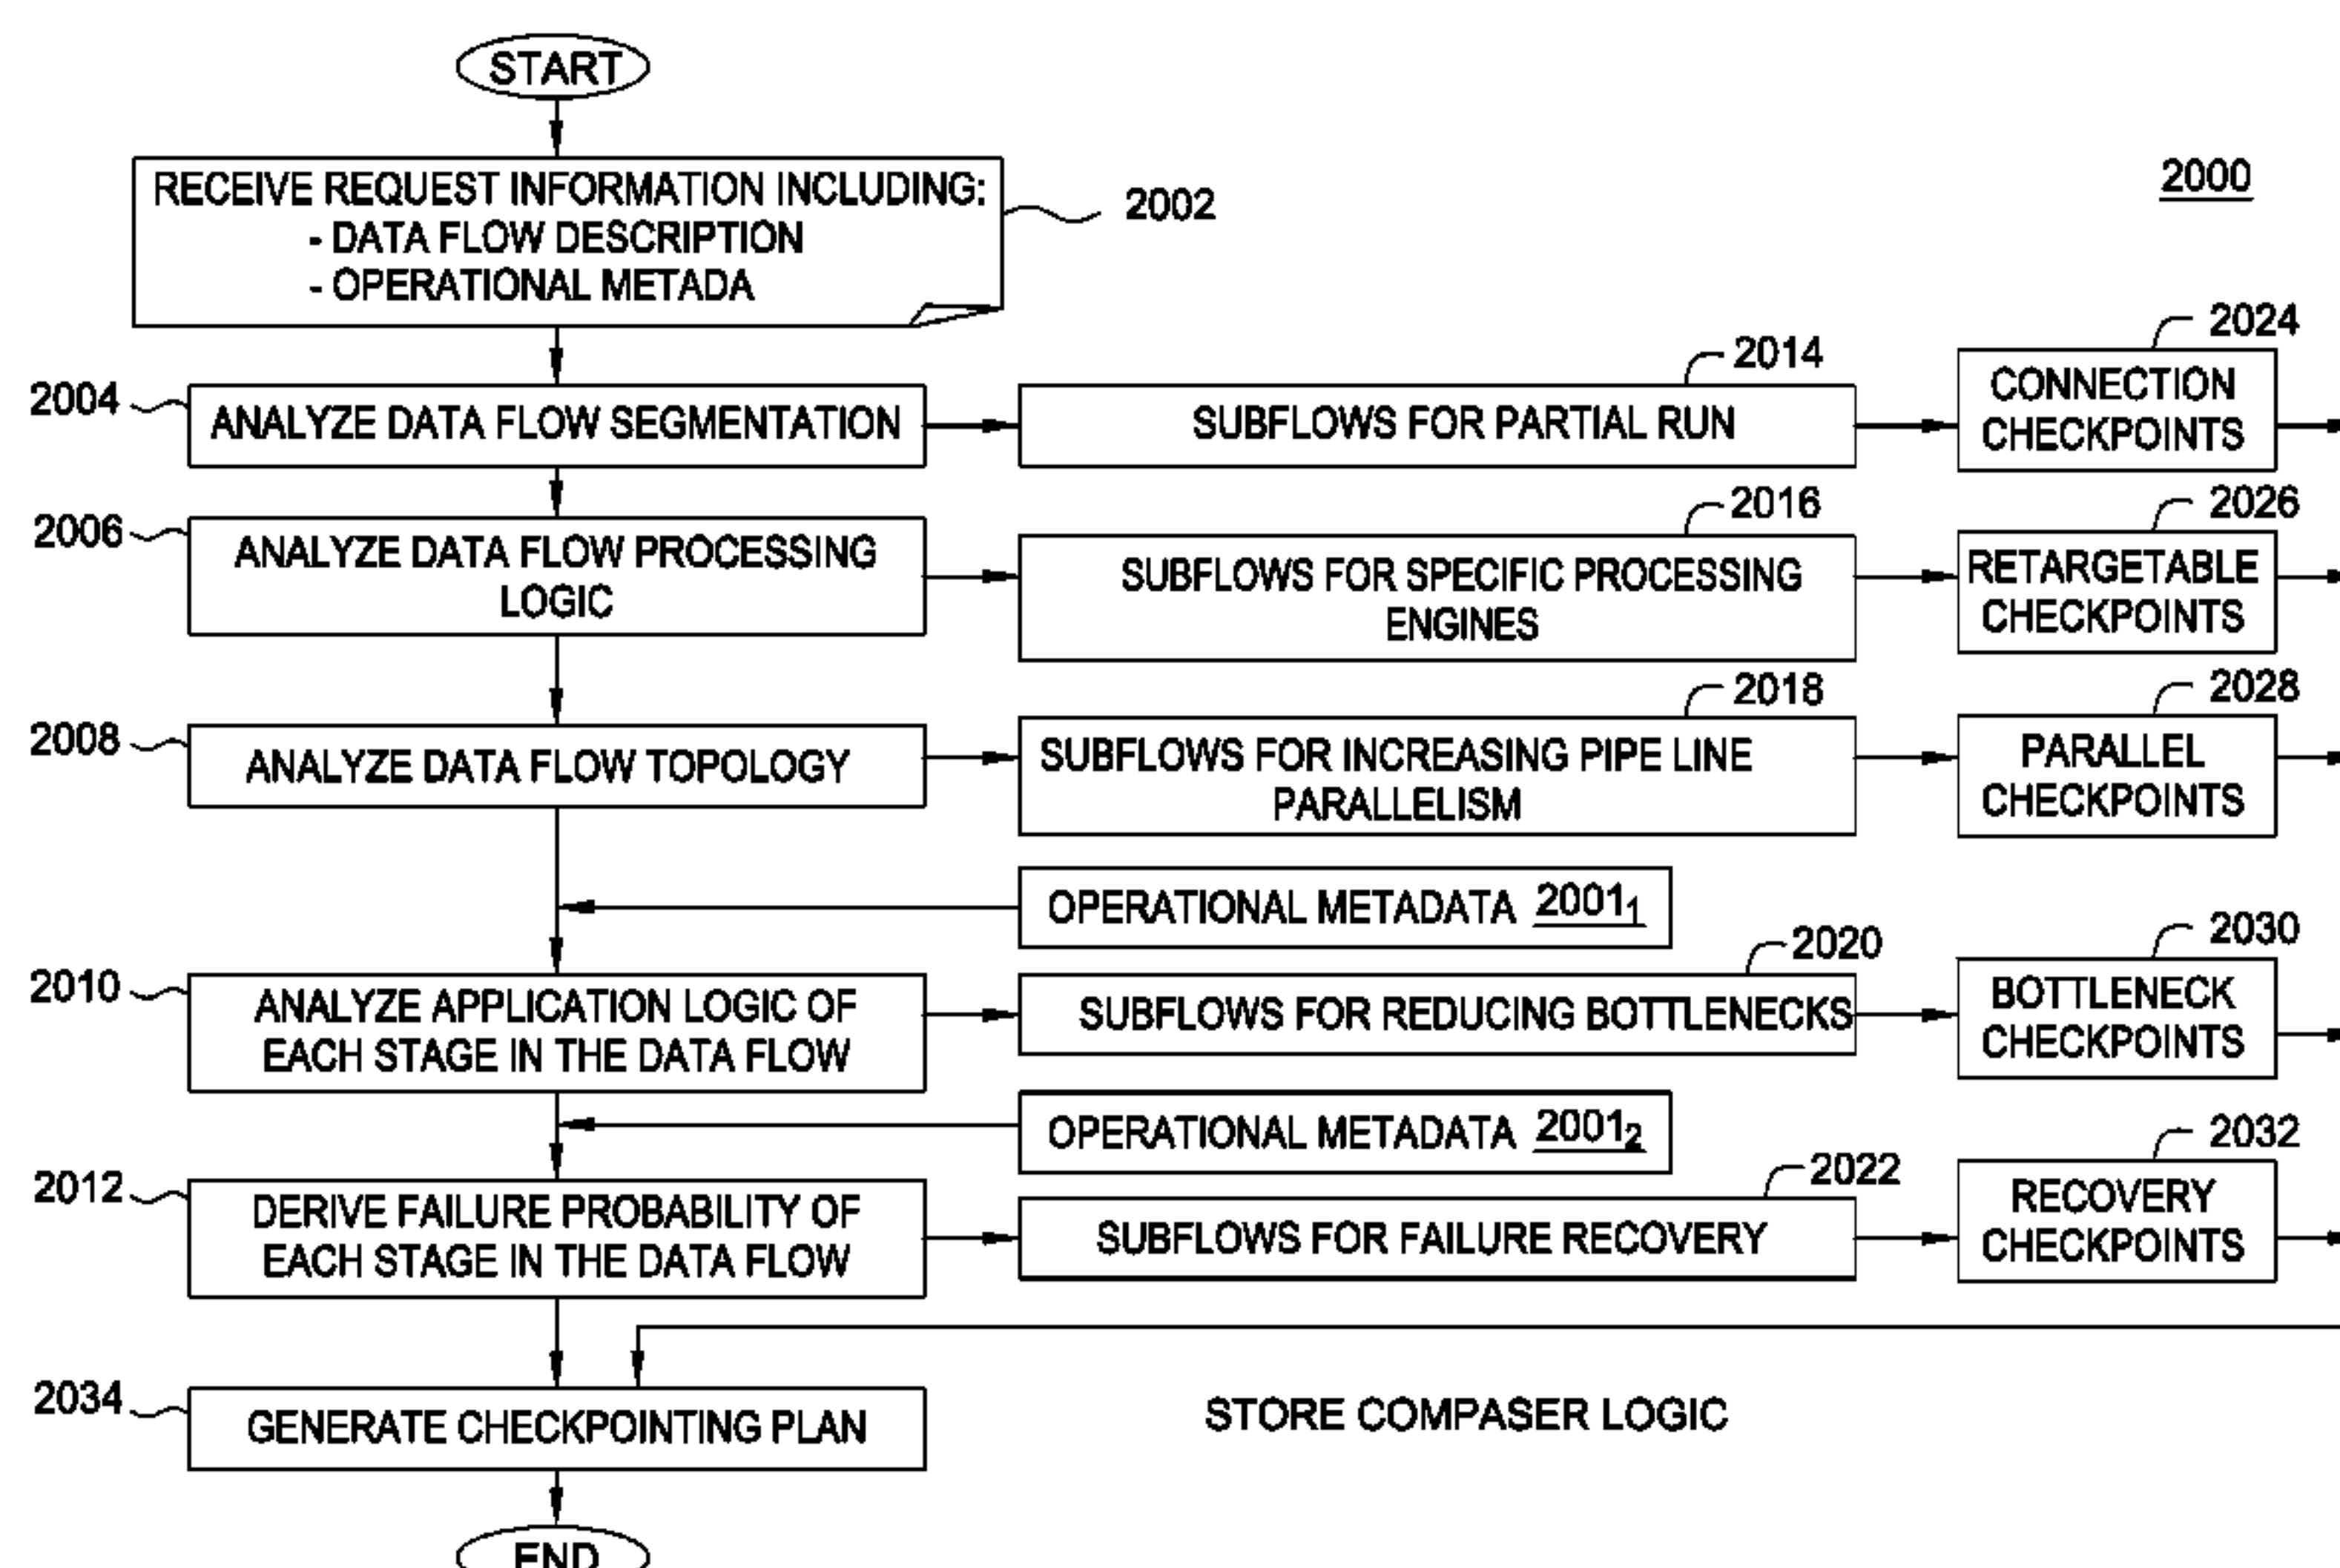 START
RECEIVE REQUEST INFORMATION INCLUDING:
- DATA FLOW DESCRIPTION
- OPERATIONAL METADA
2002
2000
2004
ANALYZE DATA FLOW SEGMENTATION
2014
SUBFLOWS FOR PARTIAL RUN
2024
CONNECTION
CHECKPOINTS
2006
ANALYZE DATA FLOW PROCESSING
LOGIC
2016
SUBFLOWS FOR SPECIFIC PROCESSING
ENGINES
2026
RETARGETABLE
CHECKPOINTS
2008
ANALYZE DATA FLOW TOPOLOGY
2018
SUBFLOWS FOR INCREASING PIPE LINE
PARALLELISM
2028
PARALLEL
CHECKPOINTS
OPERATIONAL METADATA 2001₁
2010
ANALYZE APPLICATION LOGIC OF
EACH STAGE IN THE DATA FLOW
2020
SUBFLOWS FOR REDUCING BOTTLENECKS
2030
BOTTLENECK
CHECKPOINTS
OPERATIONAL METADATA 2001₂
2012
DERIVE FAILURE PROBABILITY OF
EACH STAGE IN THE DATA FLOW
2022
SUBFLOWS FOR FAILURE RECOVERY
2032
RECOVERY
CHECKPOINTS
2034
GENERATE CHECKPOINTING PLAN
STORE COMPASER LOGIC
END